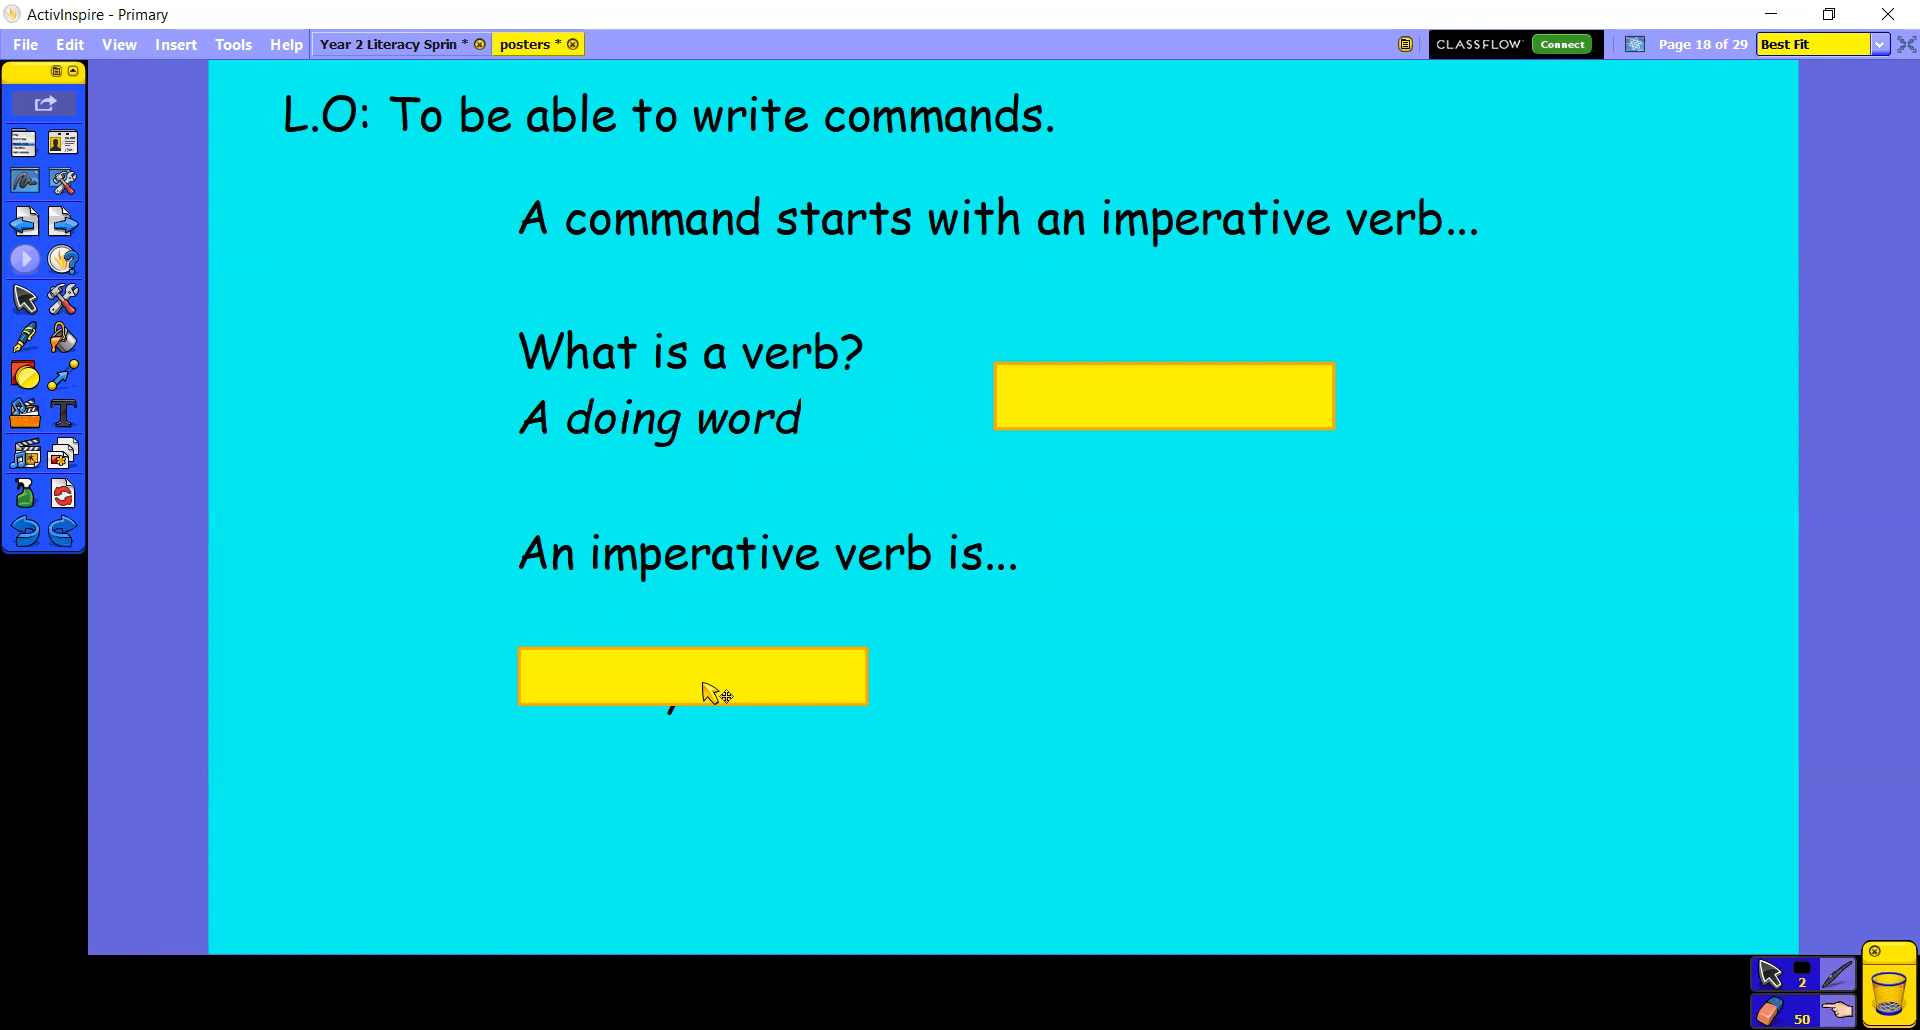 ActivInspire - Primary
File Edit View Insert Tools Help Year 2 Literacy Sprin * posters * CLASSFLOW Connect Page 18 of 29 Best Fit
L.O: To be able to write commands.
A command starts with an imperative verb...
What is a verb?
A doing word
An imperative verb is...
2
50